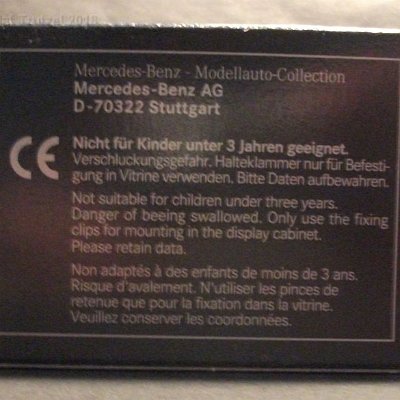 Mercedes-Benz - Modellauto-Collection
Mercedes-Benz AG
D-70322 Stuttgart
CE
Nicht für Kinder unter 3 Jahren geeignet.
Verschluckungsgefahr. Halteklammer nur für Befesti-
gung in Vitrine verwenden. Bitte Daten aufbewahren.
Not suitable for children under three years.
Danger of beeing swallowed. Only use the fixing
clips for mounting in the display cabinet.
Please retain data.
Non adaptés à des enfants de moins de 3 ans.
Risque d'avalement. N'utiliser les pinces de
retenue que pour la fixation dans la vitrine.
Veuillez conserver les coordonnées.